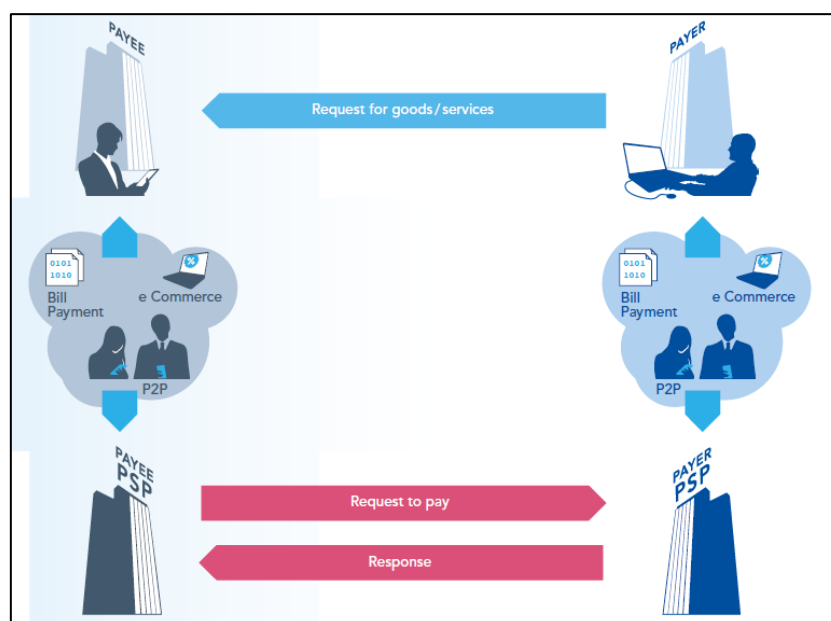 PAYEE
PAYER
Request for goods/services
0101
1010
%
Bill
Payment
e Commerce
P2P
0101
1010
%
Bill
Payment
e Commerce
P2P
PAYEE
PSP
PAYER
PSP
Request to pay
Response